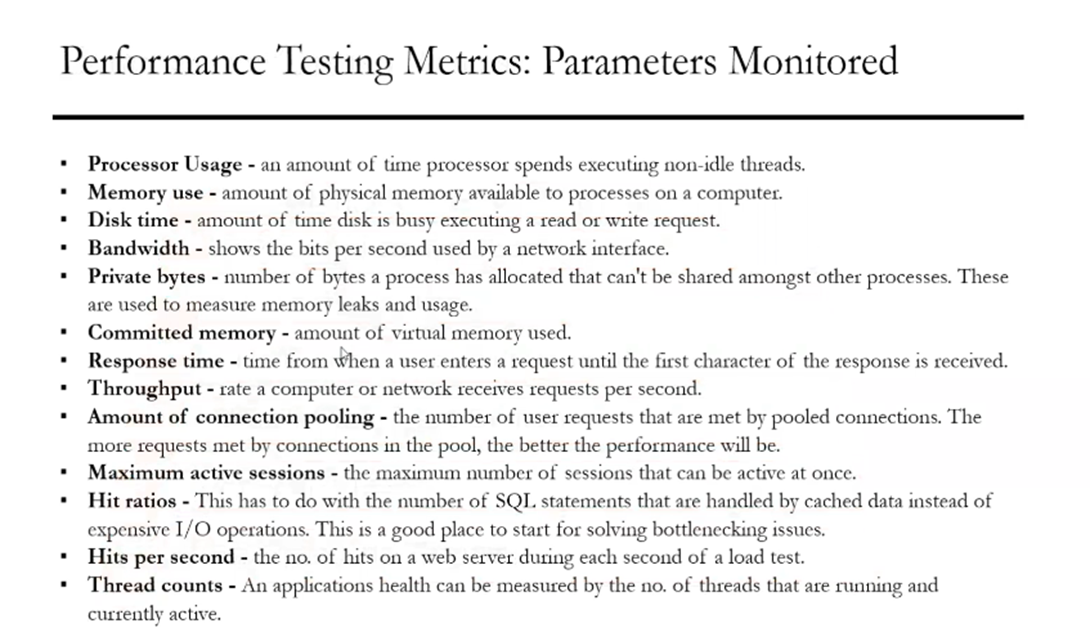 Performance Testing Metrics: Parameters Monitored
▪ Processor Usage - an amount of time processor spends executing non-idle threads.
▪ Memory use - amount of physical memory available to processes on a computer.
▪ Disk time - amount of time disk is busy executing a read or write request.
▪ Bandwidth - shows the bits per second used by a network interface.
▪ Private bytes - number of bytes a process has allocated that can't be shared amongst other processes. These
are used to measure memory leaks and usage.
▪ Committed memory - amount of virtual memory used.
▪ Response time - time from when a user enters a request until the first character of the response is received.
▪ Throughput - rate a computer or network receives requests per second.
▪ Amount of connection pooling - the number of user requests that are met by pooled connections. The
more requests met by connections in the pool, the better the performance will be.
▪ Maximum active sessions - the maximum number of sessions that can be active at once.
▪ Hit ratios - This has to do with the number of SQL statements that are handled by cached data instead of
expensive I/O operations. This is a good place to start for solving bottlenecking issues.
▪ Hits per second - the no. of hits on a web server during each second of a load test.
▪ Thread counts - An applications health can be measured by the no. of threads that are running and
currently active.